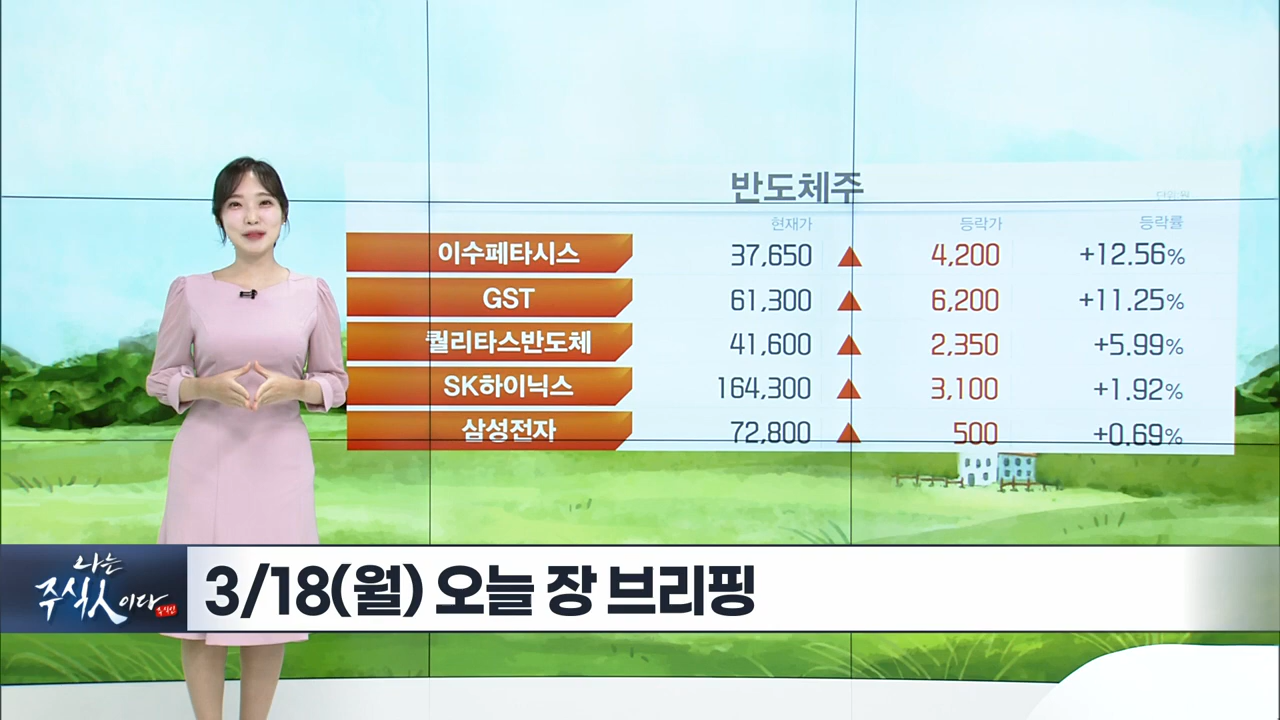 반도체주
단위:원
현재가 등락가 등락률
이수페타시스 37,650 ▲ 4,200 +12.56%
GST 61,300 ▲ 6,200 +11.25%
퀄리타스반도체 41,600 ▲ 2,350 +5.99%
SK하이닉스 164,300 ▲ 3,100 +1.92%
삼성전자 72,800 ▲ 500 +0.69%
나는
주식人이다
3/18(월) 오늘 장 브리핑